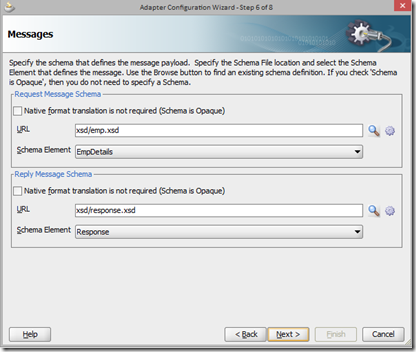 Adapter Configuration Wizard - Step 6 of 8
Messages
Specify the schema that defines the message payload. Specify the Schema File location and select the Schema
Element that defines the message. Use the Browse button to find an existing schema definition. If you check 'Schema
is Opaque', then you do not need to specify a Schema.
Request Message Schema
Native format translation is not required (Schema is Opaque)
URL xsd/emp.xsd
Schema Element EmpDetails
Reply Message Schema
Native format translation is not required (Schema is Opaque)
URL xsd/response.xsd
Schema Element Response
Help < Back Next > Finish Cancel